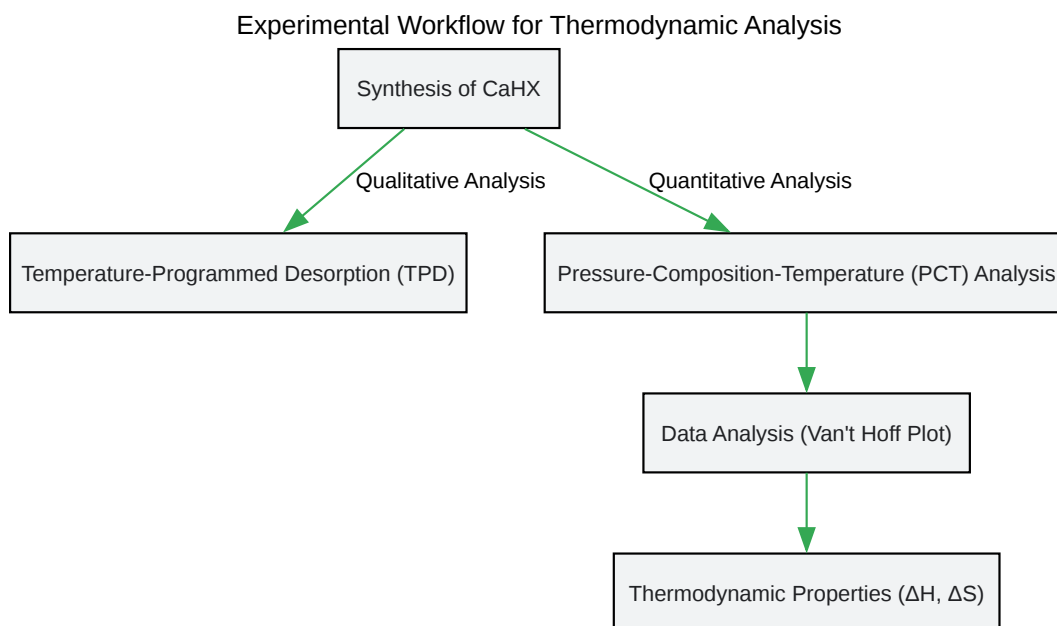 Experimental Workflow for Thermodynamic Analysis
Synthesis of CaHX
Qualitative Analysis
Quantitative Analysis
Temperature-Programmed Desorption (TPD)
Pressure-Composition-Temperature (PCT) Analysis
Data Analysis (Van't Hoff Plot)
Thermodynamic Properties (ΔH, ΔS)